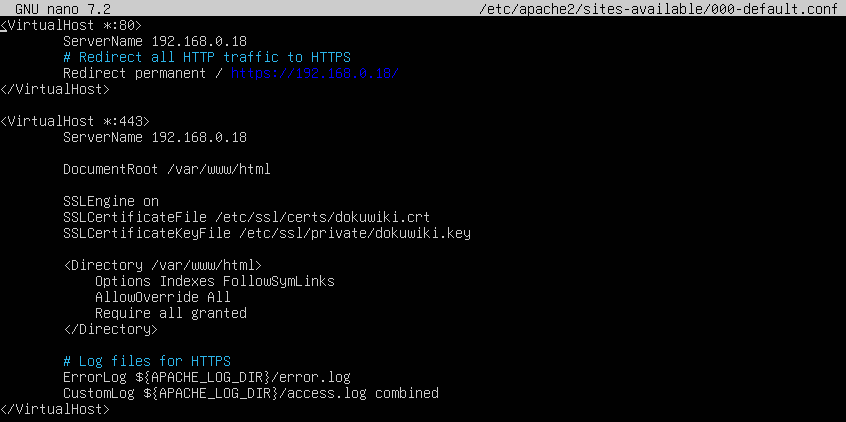 GNU nano 7.2 /etc/apache2/sites-available/000-default.conf
<VirtualHost *:80>
ServerName 192.168.0.18
# Redirect all HTTP traffic to HTTPS
Redirect permanent / https://192.168.0.18/
</VirtualHost>
<VirtualHost *:443>
ServerName 192.168.0.18
DocumentRoot /var/www/html
SSLEngine on
SSLCertificateFile /etc/ssl/certs/dokuwiki.crt
SSLCertificateKeyFile /etc/ssl/private/dokuwiki.key
<Directory /var/www/html>
Options Indexes FollowSymLinks
AllowOverride All
Require all granted
</Directory>
# Log files for HTTPS
ErrorLog ${APACHE_LOG_DIR}/error.log
CustomLog ${APACHE_LOG_DIR}/access.log combined
</VirtualHost>